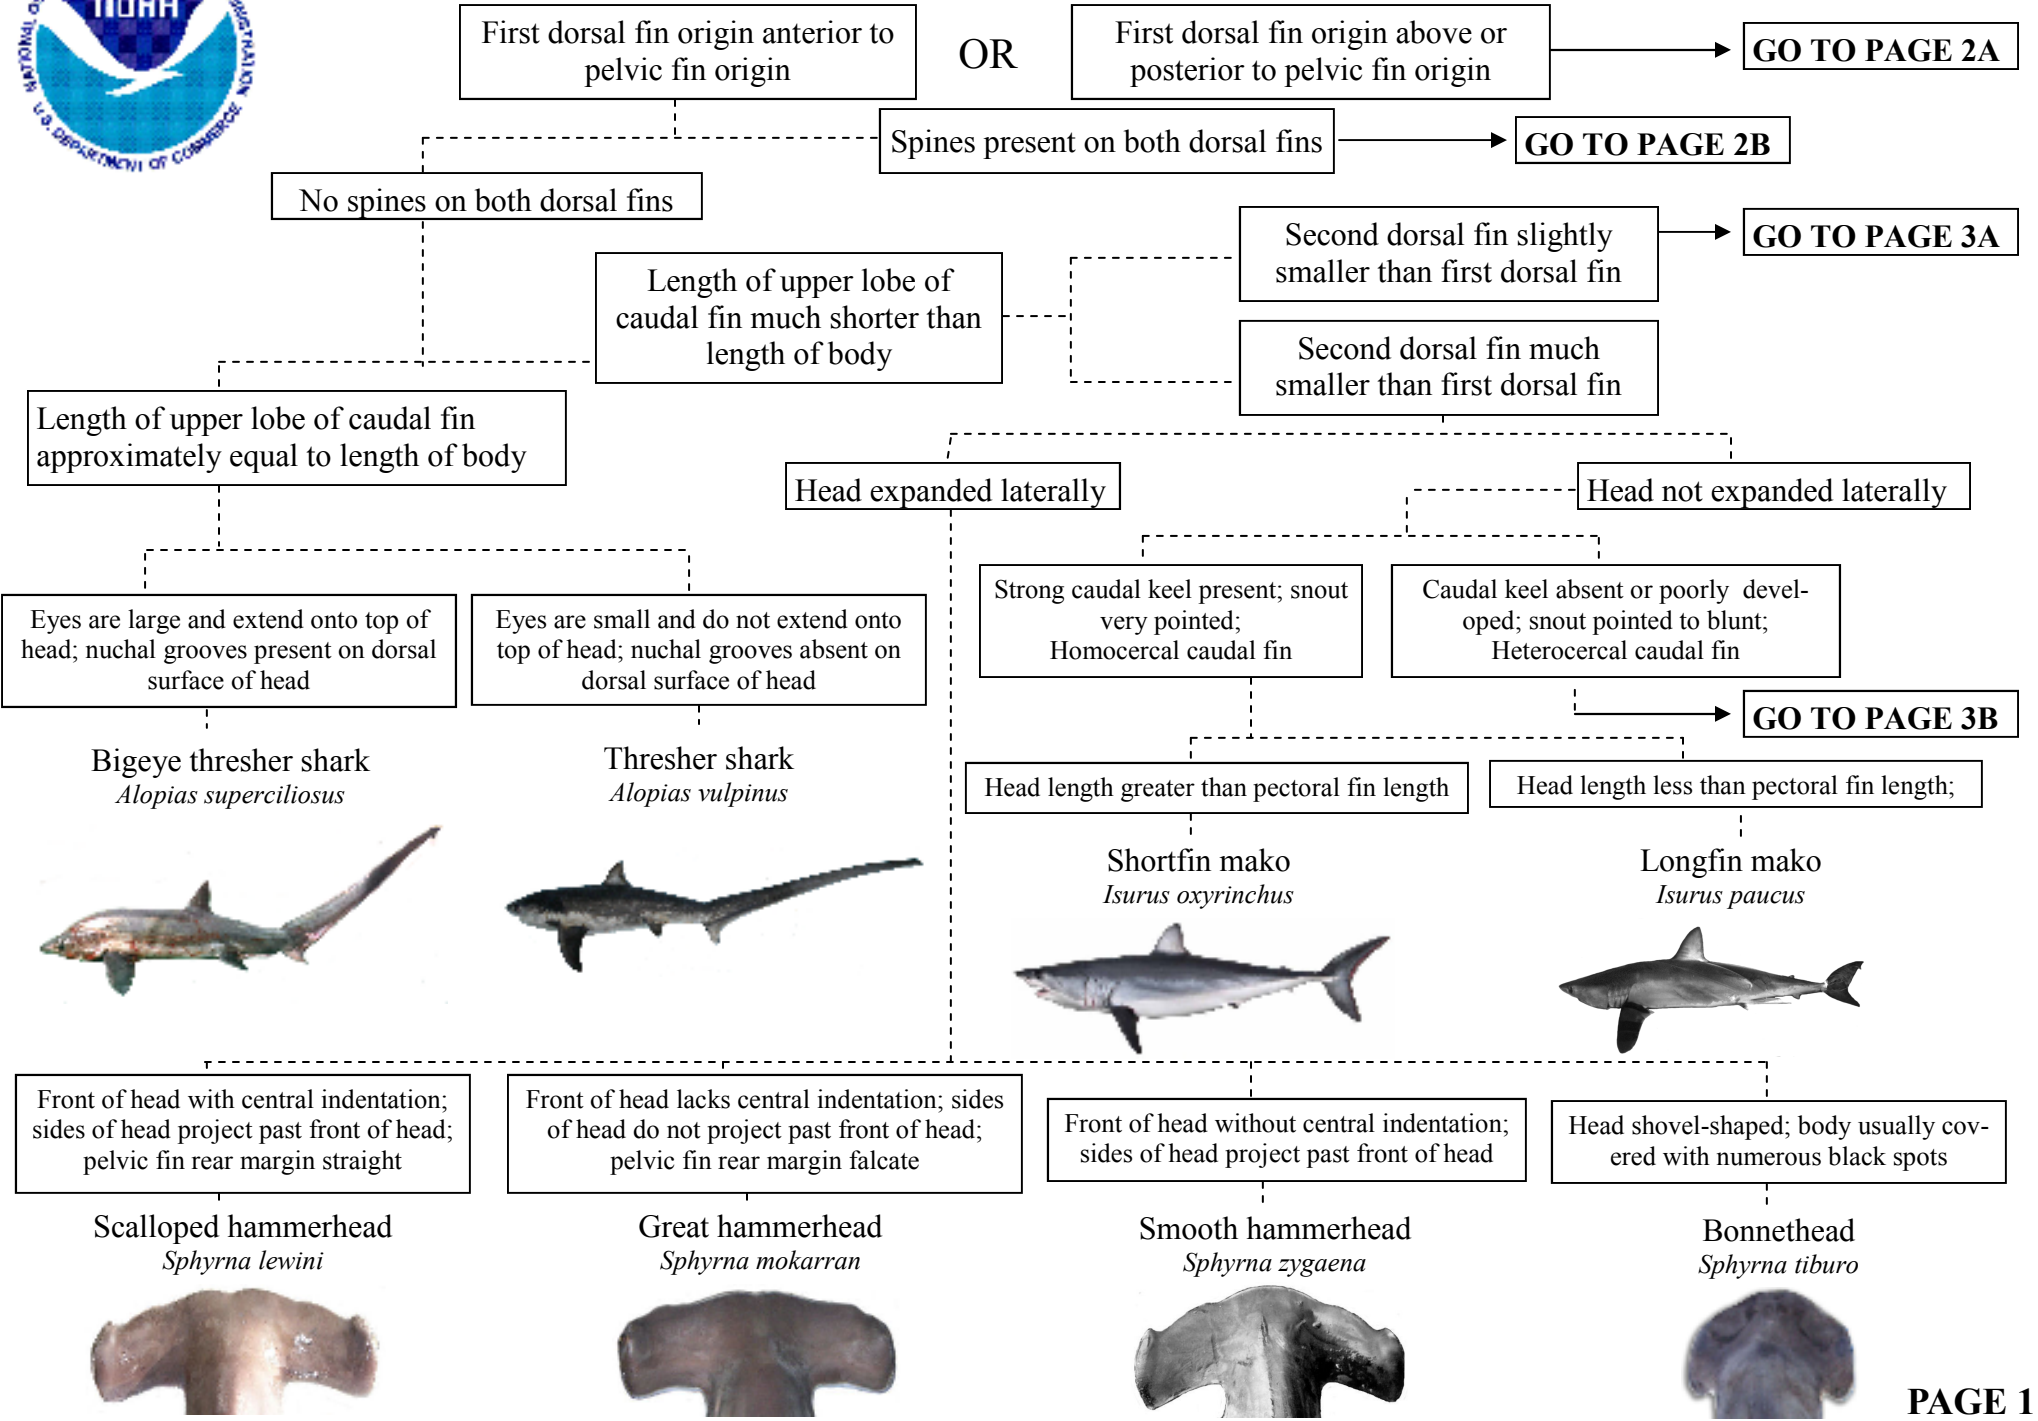 NOAA
NATIONAL
U.S. DEPARTMENT OF COMMERCE
First dorsal fin origin anterior to
pelvic fin origin
OR
First dorsal fin origin above or
posterior to pelvic fin origin
GO TO PAGE 2A
Spines present on both dorsal fins
GO TO PAGE 2B
No spines on both dorsal fins
Second dorsal fin slightly
smaller than first dorsal fin
GO TO PAGE 3A
Length of upper lobe of
caudal fin much shorter than
length of body
Second dorsal fin much
smaller than first dorsal fin
Length of upper lobe of caudal fin
approximately equal to length of body
Head expanded laterally
Head not expanded laterally
Eyes are large and extend onto top of
head; nuchal grooves present on dorsal
surface of head
Eyes are small and do not extend onto
top of head; nuchal grooves absent on
dorsal surface of head
Strong caudal keel present; snout
very pointed;
Homocercal caudal fin
Caudal keel absent or poorly devel-
oped; snout pointed to blunt;
Heterocercal caudal fin
GO TO PAGE 3B
Bigeye thresher shark
Alopias superciliosus
Thresher shark
Alopias vulpinus
Head length greater than pectoral fin length
Head length less than pectoral fin length;
Shortfin mako
Isurus oxyrinchus
Longfin mako
Isurus paucus
Front of head with central indentation;
sides of head project past front of head;
pelvic fin rear margin straight
Front of head lacks central indentation; sides
of head do not project past front of head;
pelvic fin rear margin falcate
Front of head without central indentation;
sides of head project past front of head
Head shovel-shaped; body usually cov-
ered with numerous black spots
Scalloped hammerhead
Sphyrna lewini
Great hammerhead
Sphyrna mokarran
Smooth hammerhead
Sphyrna zygaena
Bonnethead
Sphyrna tiburo
PAGE 1